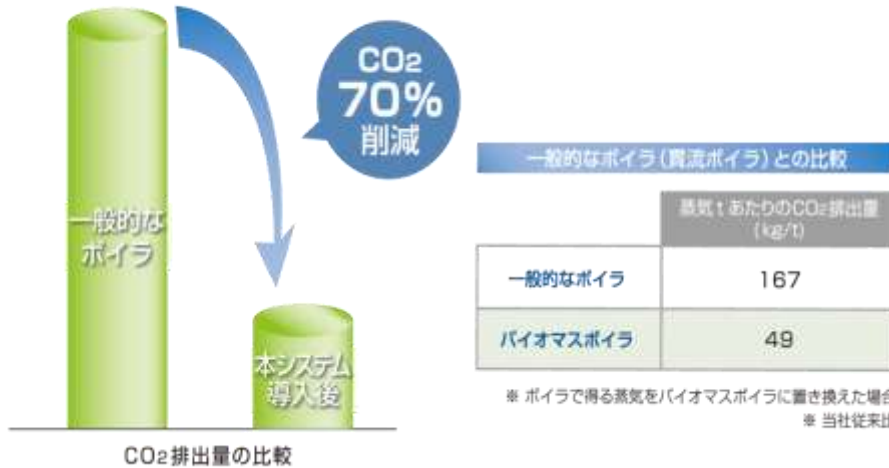 CO2
70%
削減
一般的な
ボイラ
本システム
導入後
CO2排出量の比較
一般的なボイラ(貫流ボイラ)との比較
蒸気tあたりのCO2排出量
(kg/t)
一般的なボイラ 167
バイオマスボイラ 49
※ ボイラで得る蒸気をバイオマスボイラに置き換えた場合
※ 当社従来比